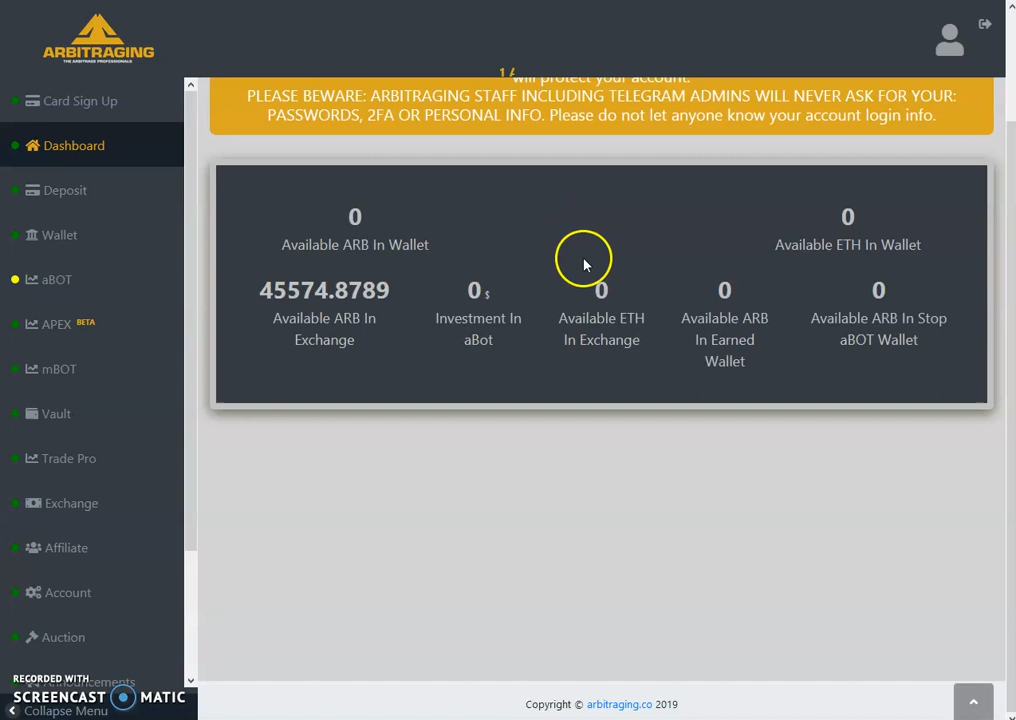 ARBITRAGING
THE ARBITRAGE PROFESSIONALS
Card Sign Up
Dashboard
Deposit
Wallet
aBOT
APEX BETA
mBOT
Vault
Trade Pro
Exchange
Affiliate
Account
Auction
Announcements
Collapse Menu
RECORDED WITH
SCREENCAST MATIC
will protect your account.
PLEASE BEWARE: ARBITRAGING STAFF INCLUDING TELEGRAM ADMINS WILL NEVER ASK FOR YOUR:
PASSWORDS, 2FA OR PERSONAL INFO. Please do not let anyone know your account login info.
0
Available ARB In Wallet
0
Available ETH In Wallet
45574.8789
Available ARB In
Exchange
0 $
Investment In
aBot
0
Available ETH
In Exchange
0
Available ARB
In Earned
Wallet
0
Available ARB In Stop
aBOT Wallet
Copyright © arbitraging.co 2019